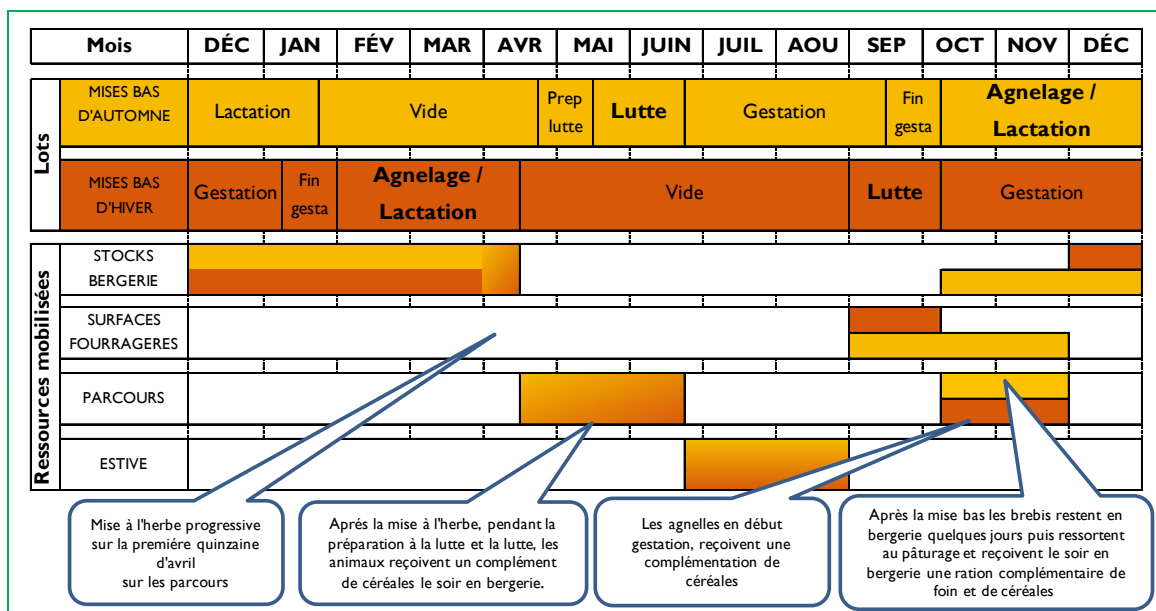 Mois DÉC JAN FÉV MAR AVR MAI JUIN JUIL AOU SEP OCT NOV DÉC
Lots
MISES BAS
D'AUTOMNE
Lactation
Vide
Prep
lutte
Lutte
Gestation
Fin
gesta
Agnelage /
Lactation
MISES BAS
D'HIVER
Gestation
Fin
gesta
Agnelage /
Lactation
Vide
Lutte
Gestation
Ressources mobilisées
STOCKS
BERGERIE
SURFACES
FOURRAGERES
PARCOURS
ESTIVE
Mise à l'herbe progressive
sur la premiére quinzaine
d'avril
sur les parcours
Aprés la mise à l'herbe, pendant la
préparation à la lutte et la lutte, les
animaux reçoivent un complément
de céréales le soir en bergerie.
Les agnelles en début
gestation, reçoivent une
complémentation de
céréales
Après la mise bas les brebis restent en
bergerie quelques jours puis ressortent
au pâturage et reçoivent le soir en
bergerie une ration complémentaire de
foin et de céréales